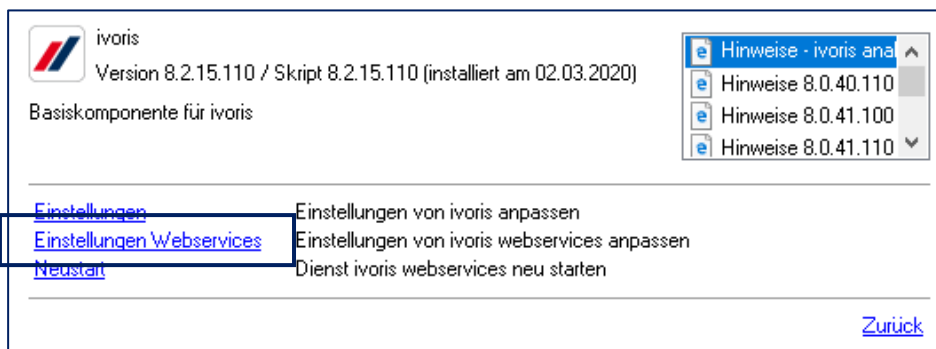 ivoris
Version 8.2.15.110 / Skript 8.2.15.110 (installiert am 02.03.2020)
Basiskomponente für ivoris
Hinweise - ivoris anal
Hinweise 8.0.40.110
Hinweise 8.0.41.100
Hinweise 8.0.41.110
Einstellungen Einstellungen von ivoris anpassen
Einstellungen Webservices Einstellungen von ivoris webservices anpassen
Neustart Dienst ivoris webservices neu starten
Zurück